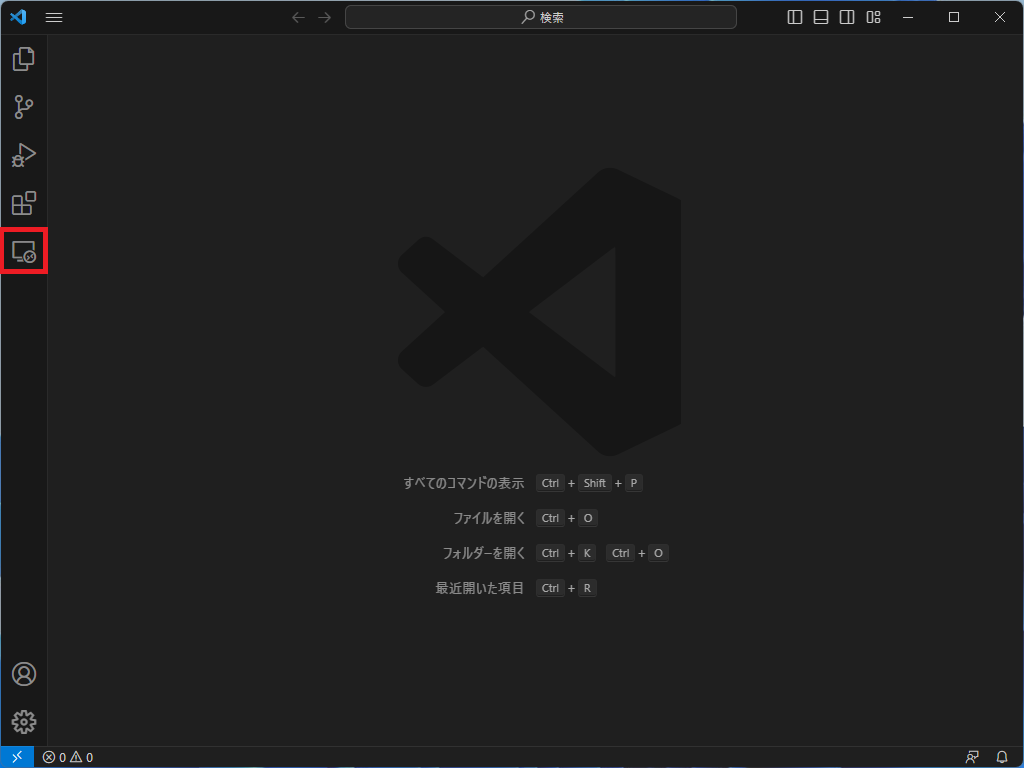 検索
すべてのコマンドの表示 Ctrl + Shift + P
ファイルを開く Ctrl + O
フォルダーを開く Ctrl + K Ctrl + O
最近開いた項目 Ctrl + R
0 0